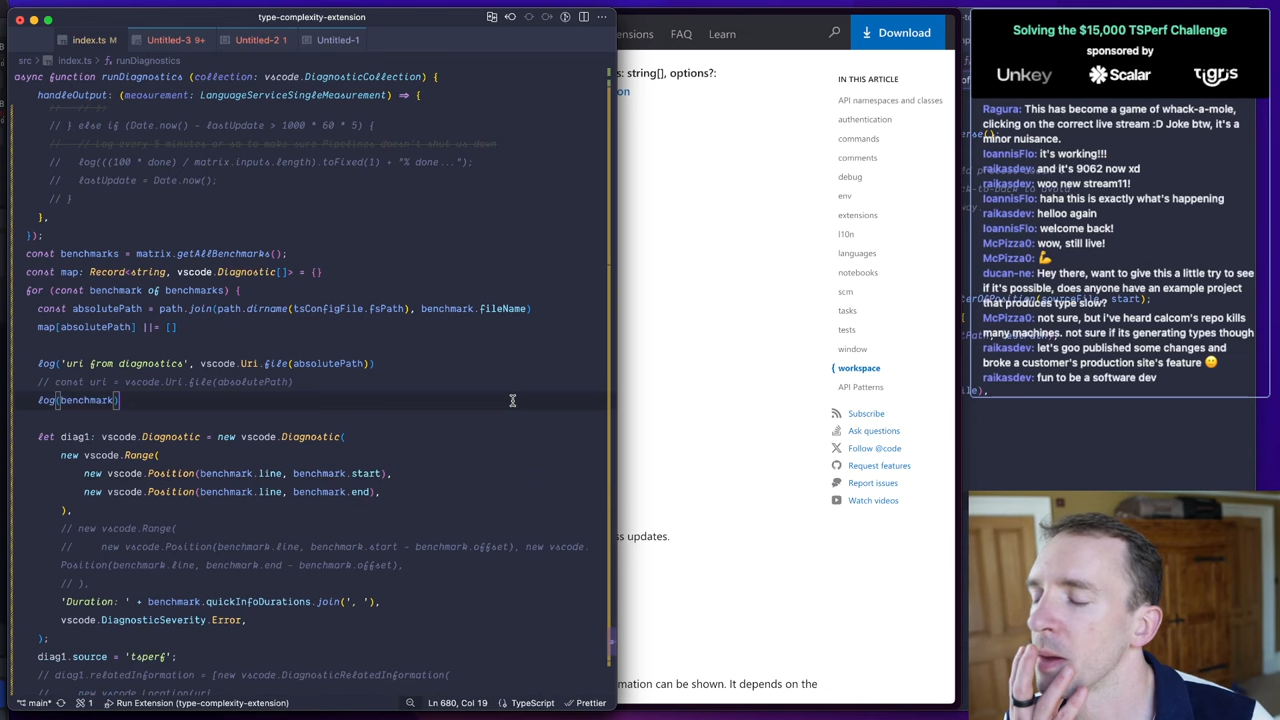 type-complexity-extension
index.ts M
Untitled-3 9+
Untitled-2 1
Untitled-1
src > index.ts > runDiagnostics
async function runDiagnostics (collection: vscode.DiagnosticCollection) {
handleOutput: (measurement: LanguageServiceSingleMeasurement) => {
// } else if (Date.now() - lastUpdate > 1000 * 60 * 5) {
// log(((100 * done) / matrix.inputs.length).toFixed(1) + "% done...");
// lastUpdate = Date.now();
// }
},
});
const benchmarks = matrix.getAllBenchmarks();
const map: Record<string, vscode.Diagnostic[]> = {}
for (const benchmark of benchmarks) {
const absolutePath = path.join(path.dirname(tsConfigFile.fsPath), benchmark.fileName)
map[absolutePath] ||= []
log('uri from diagnostics', vscode.Uri.file(absolutePath))
// const uri = vscode.Uri.file(absolutePath)
log(benchmark)
let diag1: vscode.Diagnostic = new vscode.Diagnostic(
new vscode.Range(
new vscode.Position(benchmark.line, benchmark.start),
new vscode.Position(benchmark.line, benchmark.end),
),
// new vscode.Range(
// new vscode.Position(benchmark.line, benchmark.start - benchmark.offset), new vscode.
Position(benchmark.line, benchmark.end - benchmark.offset),
// ),
'Duration: ' + benchmark.quickInfoDurations.join(', '),
vscode.DiagnosticSeverity.Error,
);
diag1.source = 'tsperf';
// diag1.relatedInformation = [new vscode.DiagnosticRelatedInformation(
// new vscode.Location(uri,
main*
1
Run Extension (type-complexity-extension)
Ln 680, Col 19
TypeScript
Prettier
ensions
FAQ
Learn
Download
s: string[], options?:
on
ss updates.
mation can be shown. It depends on the
IN THIS ARTICLE
API namespaces and classes
authentication
commands
comments
debug
env
extensions
l10n
languages
notebooks
scm
tasks
tests
window
workspace
API Patterns
Subscribe
Ask questions
Follow @code
Request features
Report issues
Watch videos
Solving the $15,000 TSPerf Challenge
sponsored by
Unkey
Scalar
tigris
Ragura: This has become a game of whack-a-mole,
clicking on the correct live stream :D Joke btw, it's a
minor nuisance.
IoannisFlo: it's working!!!
raikasdev: and it's 9062 now xd
raikasdev: woo new stream11!
IoannisFlo: haha this is exactly what's happening
raikasdev: helloo again
IoannisFlo: welcome back!
McPizza0: wow, still live!
McPizza0: 💪
ducan-ne: Hey there, want to give this a little try to see
if it's possible, does anyone have an example project
that produces type slow?
McPizza0: not sure, but i've heard calcom's repo kills
many machines. not sure if its generating types though
raikasdev: let's goo published some changes and
broke a customer's production site's feature 🙁
raikasdev: fun to be a software dev